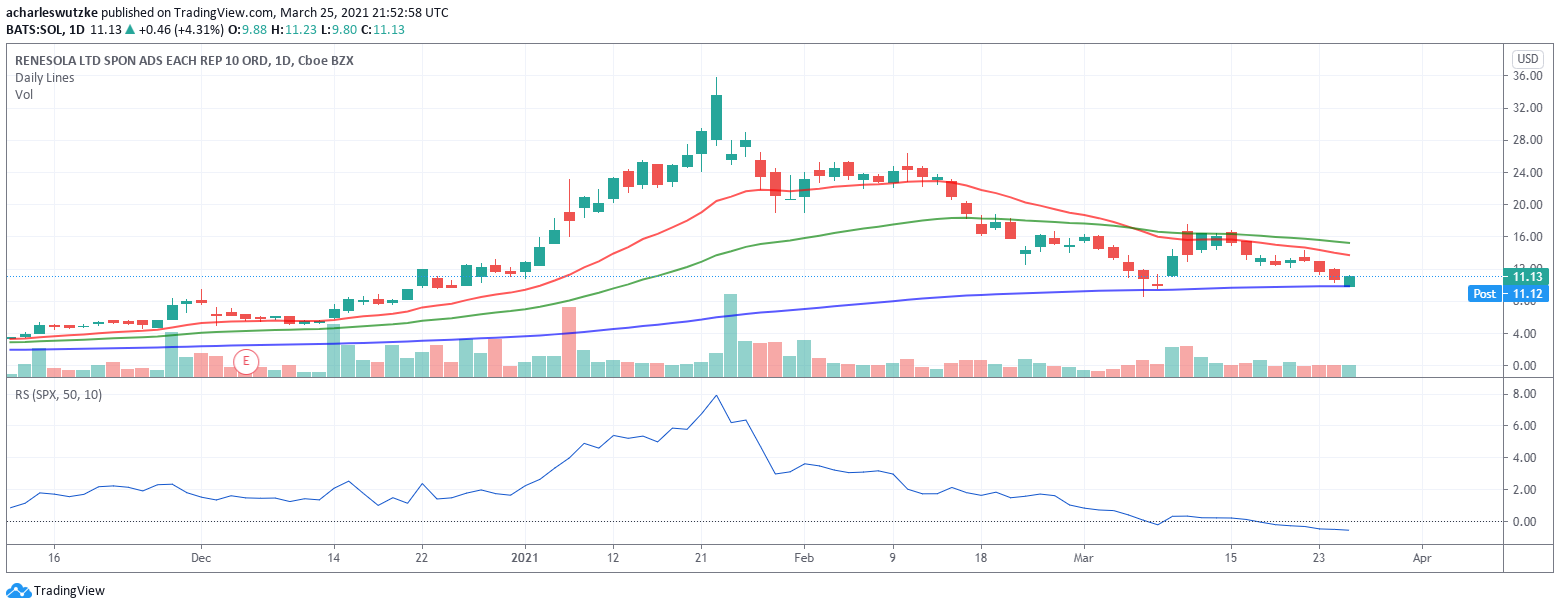 acharleswutzke published on TradingView.com, March 25, 2021 21:52:58 UTC
BATS:SOL, 1D 11.13 ▲ +0.46 (+4.31%) O:9.88 H:11.23 L:9.80 C:11.13
RENESOLA LTD SPON ADS EACH REP 10 ORD, 1D, Cboe BZX
Daily Lines
Vol
USD
36.00
32.00
28.00
24.00
20.00
16.00
12.00
11.13
Post 11.12
8.00
4.00
0.00
E
RS (SPX, 50, 10)
8.00
6.00
4.00
2.00
0.00
16 Dec 14 22 2021 12 21 Feb 9 18 Mar 15 23 Apr
TradingView